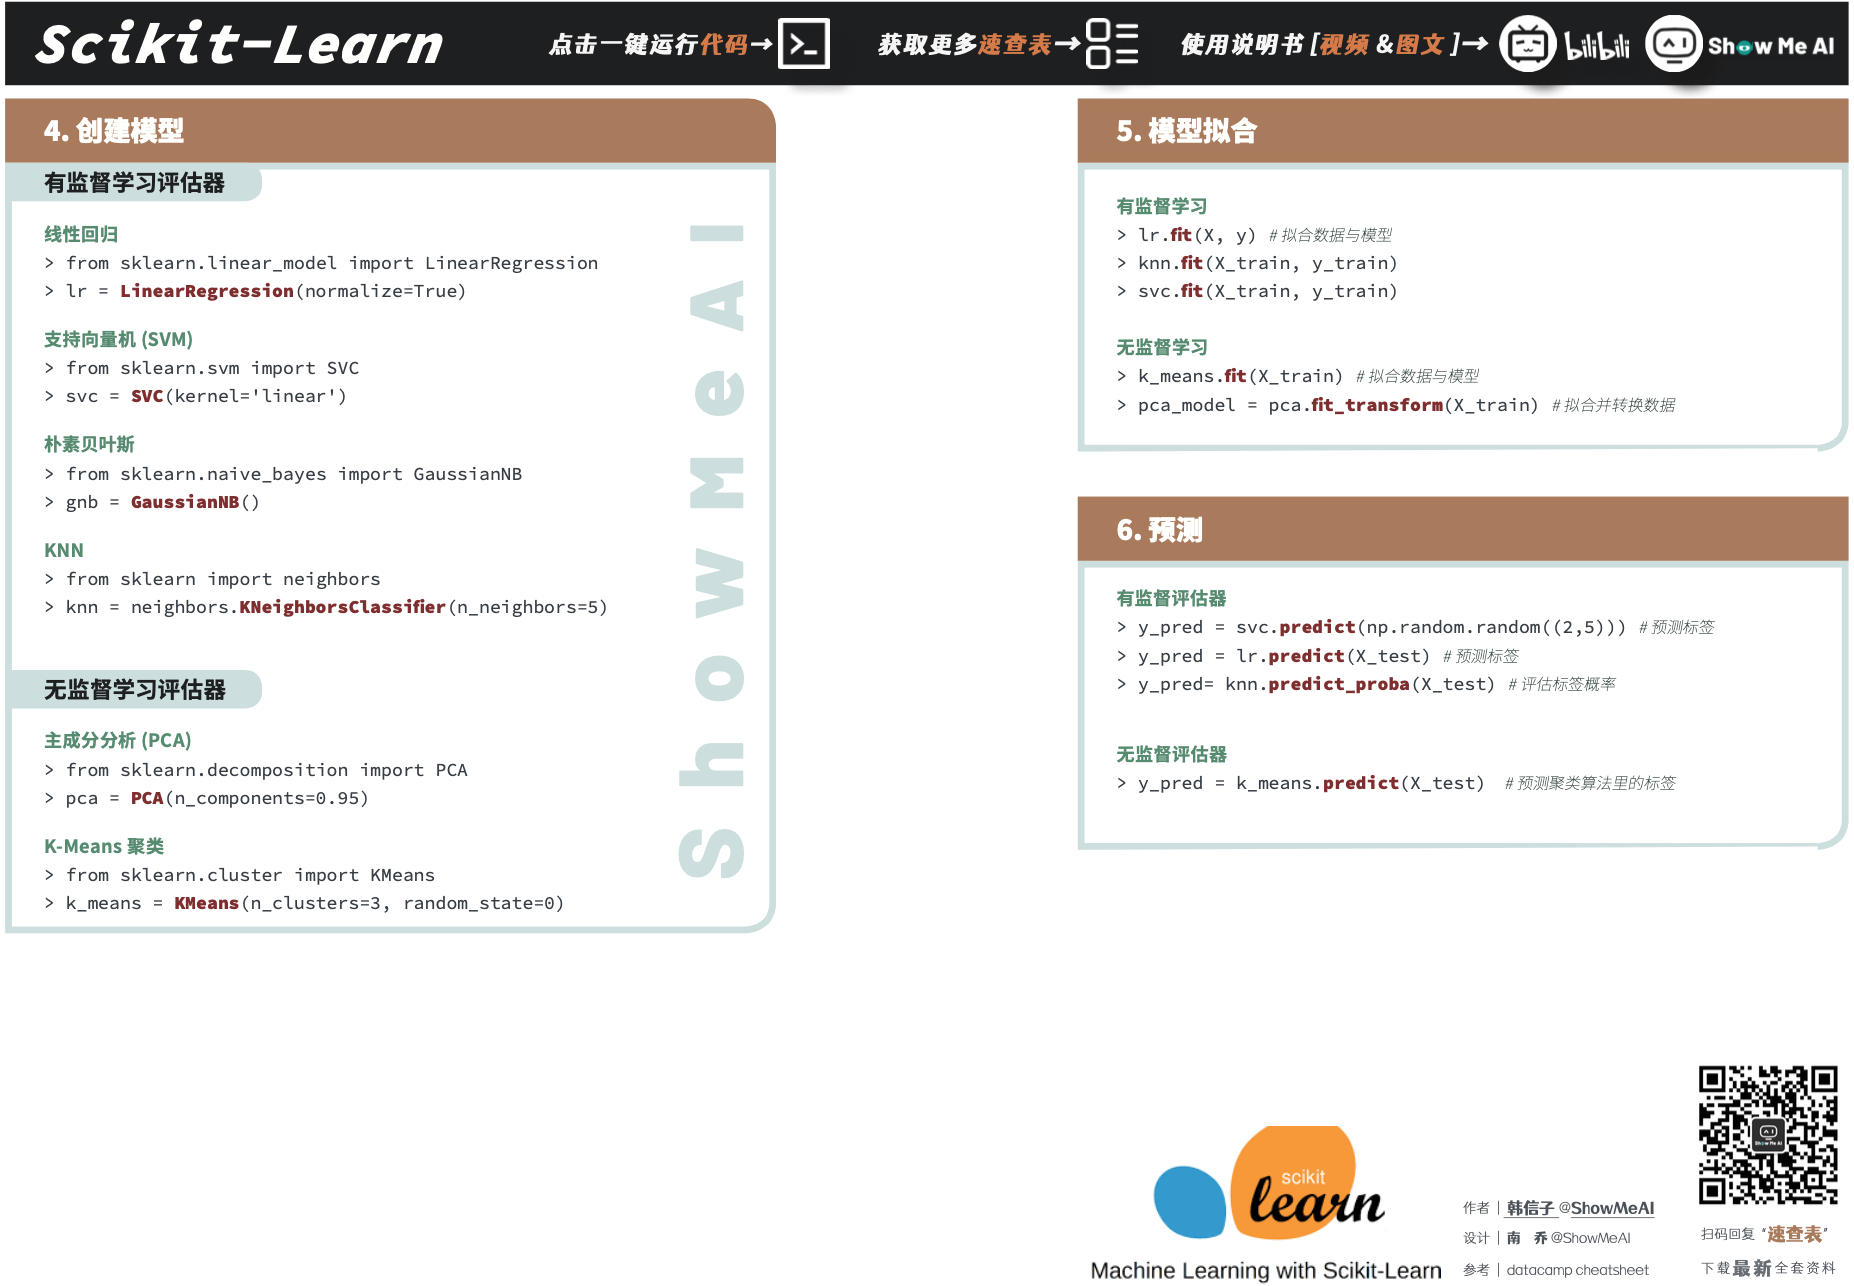 Scikit-Learn
点击一键运行代码→
获取更多速查表→
使用说明书 [视频 &图文 ]→
bilibili
Show Me AI
4. 创建模型
有监督学习评估器
线性回归
> from sklearn.linear_model import LinearRegression
> lr = LinearRegression(normalize=True)
支持向量机 (SVM)
> from sklearn.svm import SVC
> svc = SVC(kernel='linear')
朴素贝叶斯
> from sklearn.naive_bayes import GaussianNB
> gnb = GaussianNB()
KNN
> from sklearn import neighbors
> knn = neighbors.KNeighborsClassifier(n_neighbors=5)
无监督学习评估器
主成分分析 (PCA)
> from sklearn.decomposition import PCA
> pca = PCA(n_components=0.95)
K-Means 聚类
> from sklearn.cluster import KMeans
> k_means = KMeans(n_clusters=3, random_state=0)
ShowMeAI
5. 模型拟合
有监督学习
> lr.fit(X, y) # 拟合数据与模型
> knn.fit(X_train, y_train)
> svc.fit(X_train, y_train)
无监督学习
> k_means.fit(X_train) # 拟合数据与模型
> pca_model = pca.fit_transform(X_train) # 拟合并转换数据
6. 预测
有监督评估器
> y_pred = svc.predict(np.random.random((2,5))) # 预测标签
> y_pred = lr.predict(X_test) # 预测标签
> y_pred= knn.predict_proba(X_test) # 评估标签概率
无监督评估器
> y_pred = k_means.predict(X_test) # 预测聚类算法里的标签
scikit
learn
Machine Learning with Scikit-Learn
作者 | 韩信子 @ShowMeAI
设计 | 南 乔 @ShowMeAI
参考 | datacamp cheatsheet
Show Me AI
扫码回复 “速查表”
下载最新全套资料